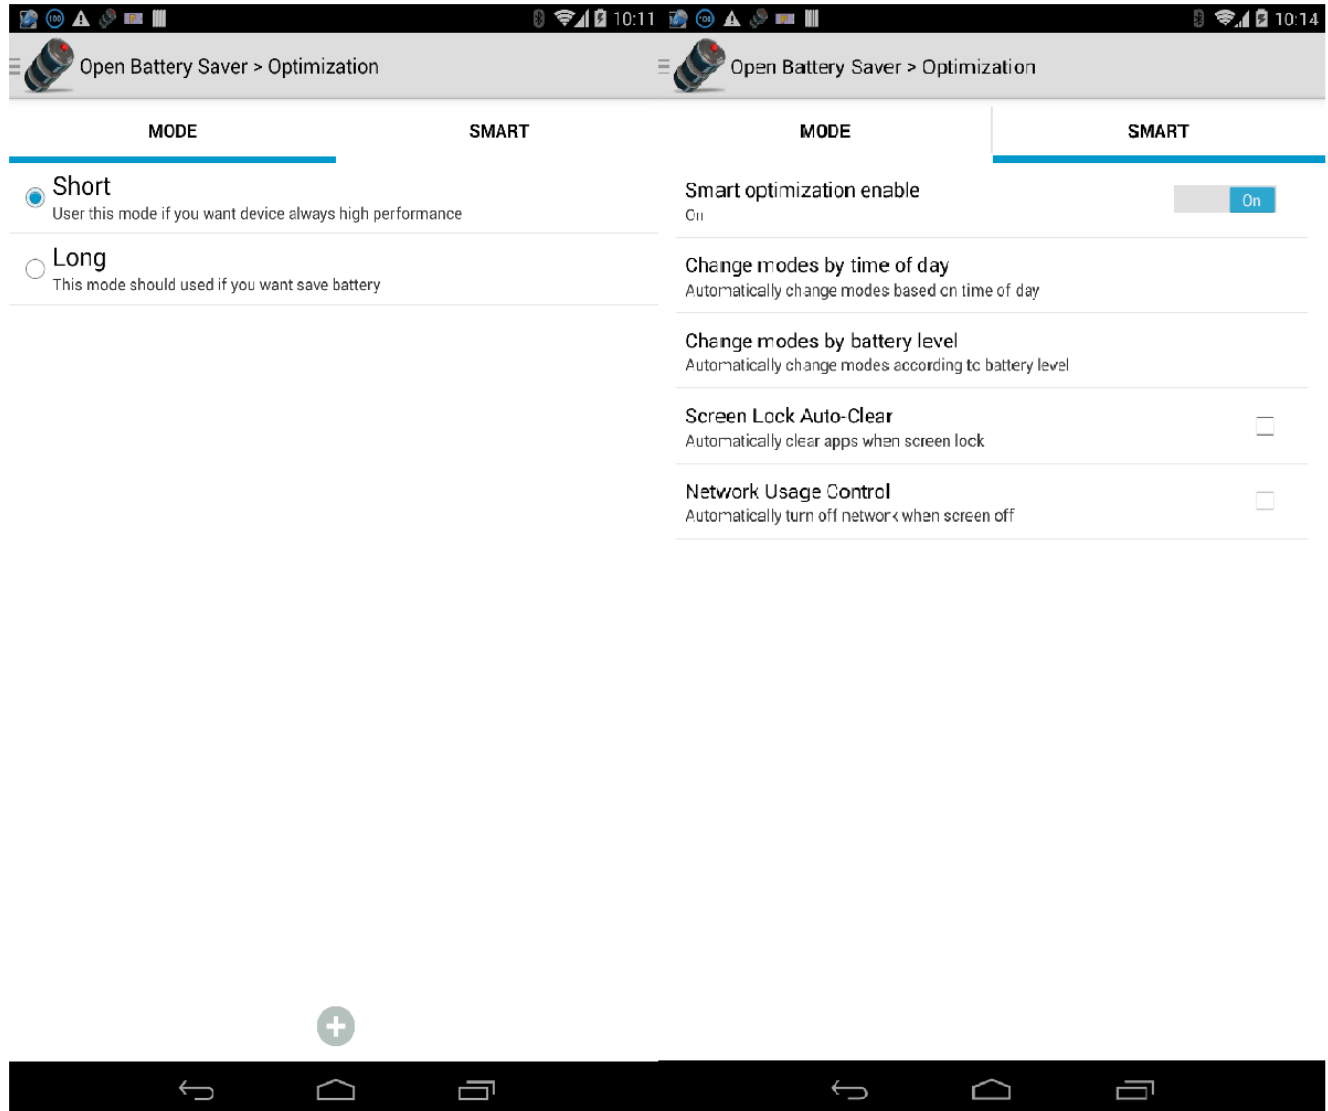 100
10:11
Open Battery Saver > Optimization
MODE
SMART
Short
User this mode if you want device always high performance
Long
This mode should used if you want save battery
10:14
Open Battery Saver > Optimization
MODE
SMART
Smart optimization enable
On
On
Change modes by time of day
Automatically change modes based on time of day
Change modes by battery level
Automatically change modes according to battery level
Screen Lock Auto-Clear
Automatically clear apps when screen lock
Network Usage Control
Automatically turn off network when screen off